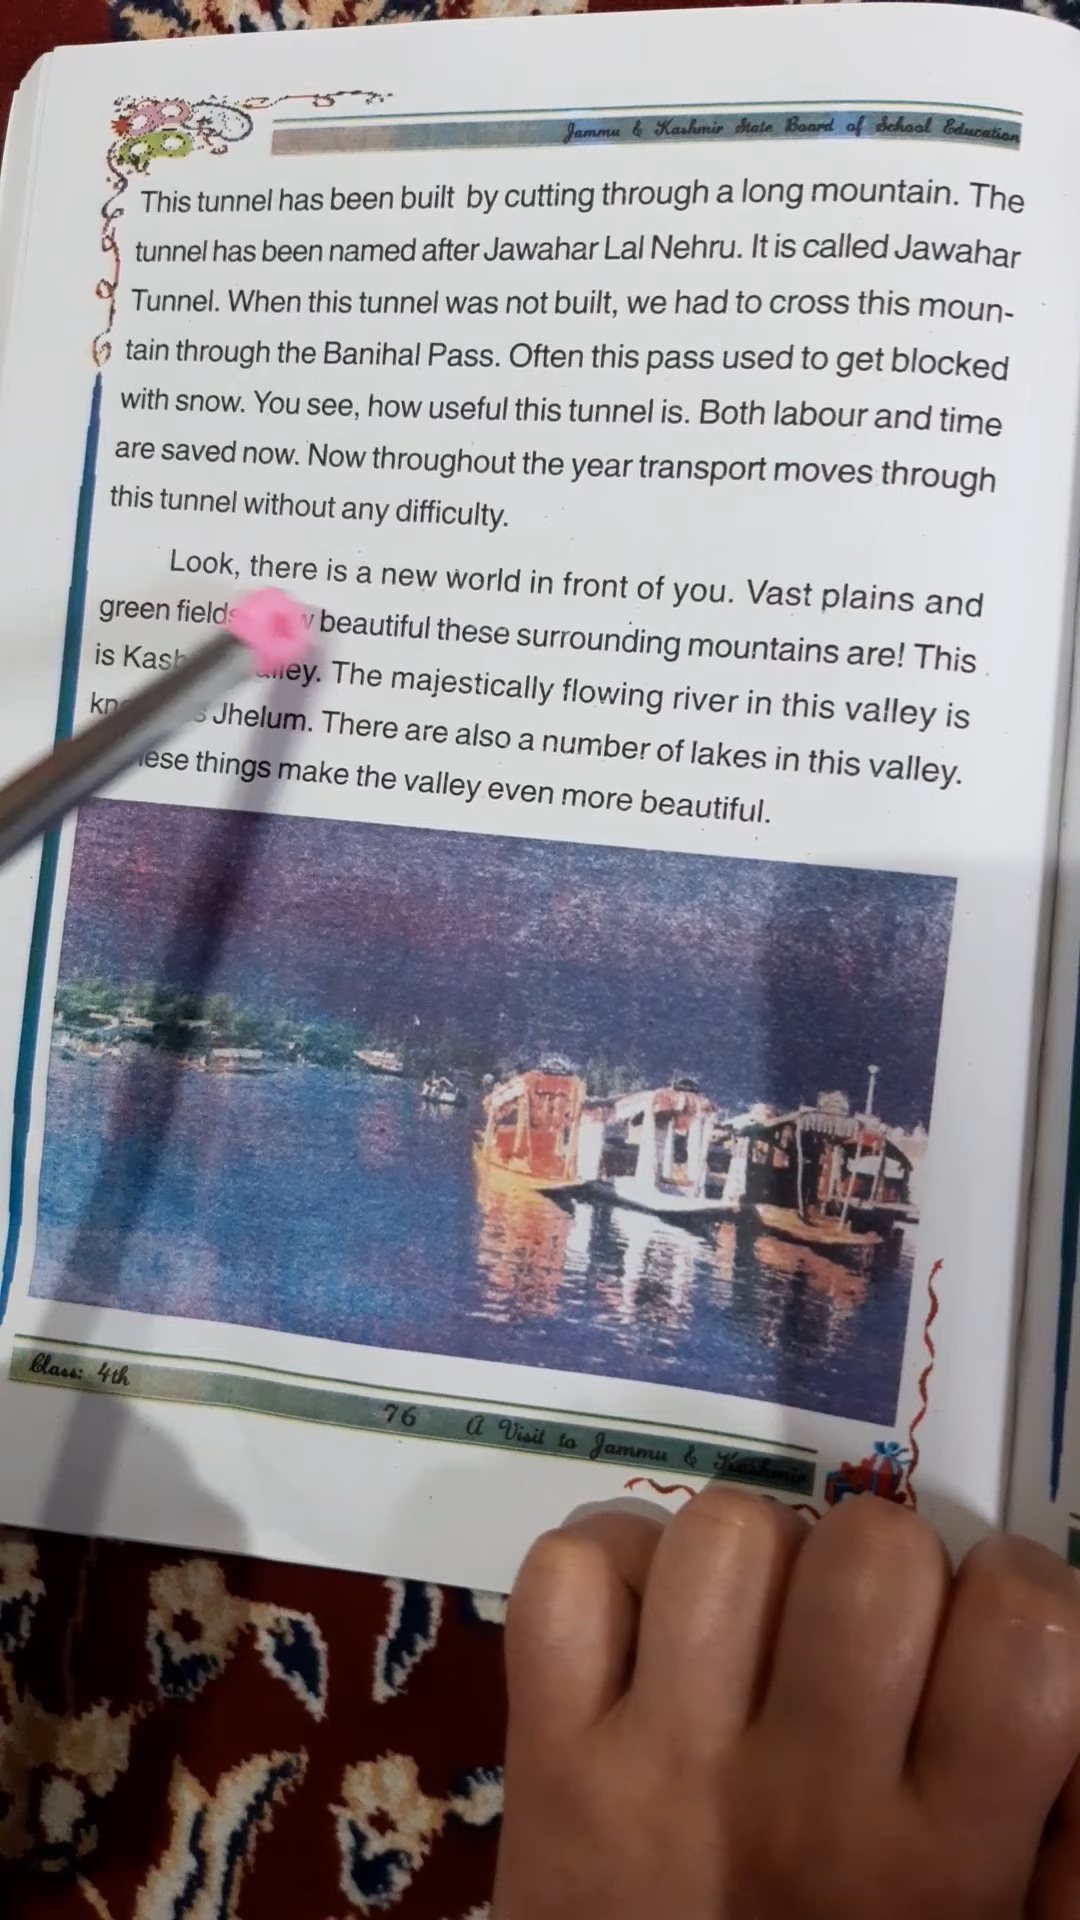 Jammu & Kashmir State Board of School Education
This tunnel has been built by cutting through a long mountain. The
tunnel has been named after Jawahar Lal Nehru. It is called Jawahar
Tunnel. When this tunnel was not built, we had to cross this moun-
tain through the Banihal Pass. Often this pass used to get blocked
with snow. You see, how useful this tunnel is. Both labour and time
are saved now. Now throughout the year transport moves through
this tunnel without any difficulty.
Look, there is a new world in front of you. Vast plains and
green fields beautiful these surrounding mountains are! This
is The majestically flowing river in this valley is
Jhelum. There are also a number of lakes in this valley.
things make the valley even more beautiful.
Class: 4th
76 A Visit to Jammu & Kashmir